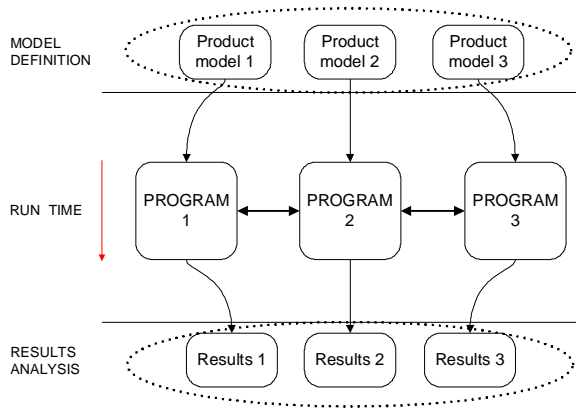 MODEL
DEFINITION
Product
model 1
Product
model 2
Product
model 3
RUN TIME
PROGRAM
1
PROGRAM
2
PROGRAM
3
RESULTS
ANALYSIS
Results 1
Results 2
Results 3